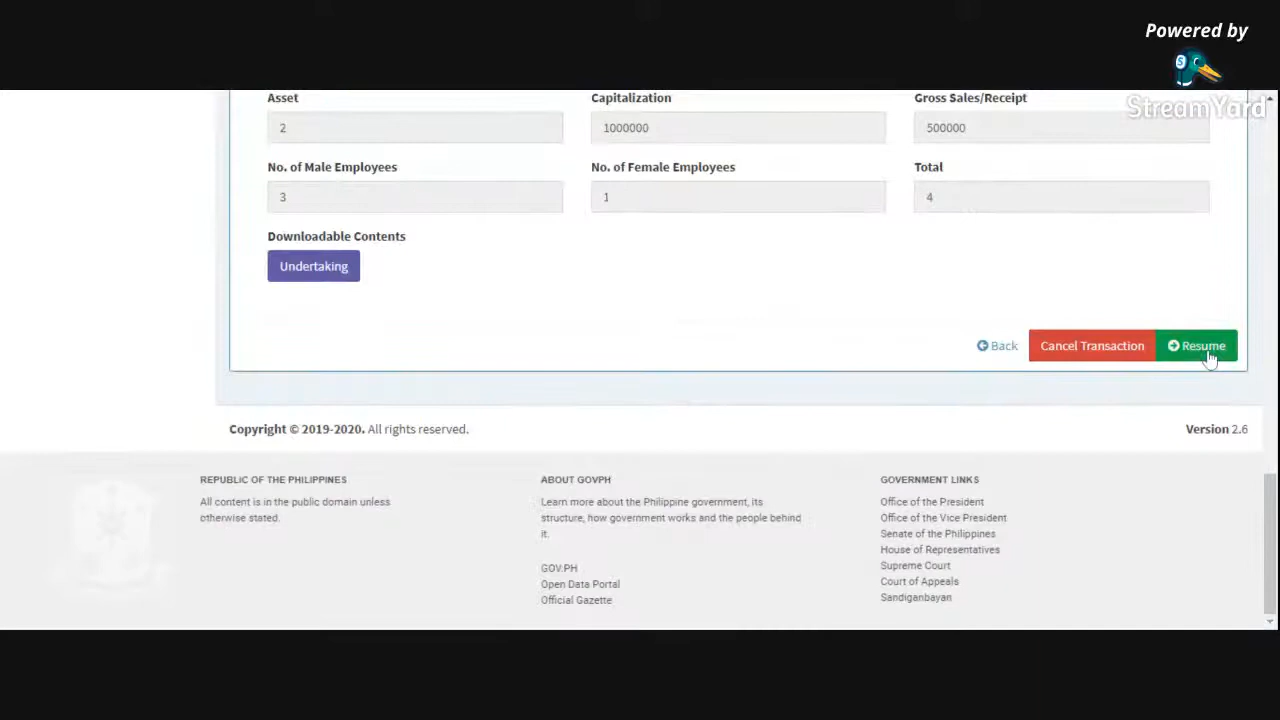 Powered by
StreamYard
Asset
Capitalization
Gross Sales/Receipt
2
1000000
500000
No. of Male Employees
No. of Female Employees
Total
3
1
4
Downloadable Contents
Undertaking
Back
Cancel Transaction
Resume
Copyright © 2019-2020. All rights reserved.
Version 2.6
REPUBLIC OF THE PHILIPPINES
All content is in the public domain unless
otherwise stated.
ABOUT GOVPH
Learn more about the Philippine government, its
structure, how government works and the people behind
it.
GOV.PH
Open Data Portal
Official Gazette
GOVERNMENT LINKS
Office of the President
Office of the Vice President
Senate of the Philippines
House of Representatives
Supreme Court
Court of Appeals
Sandiganbayan